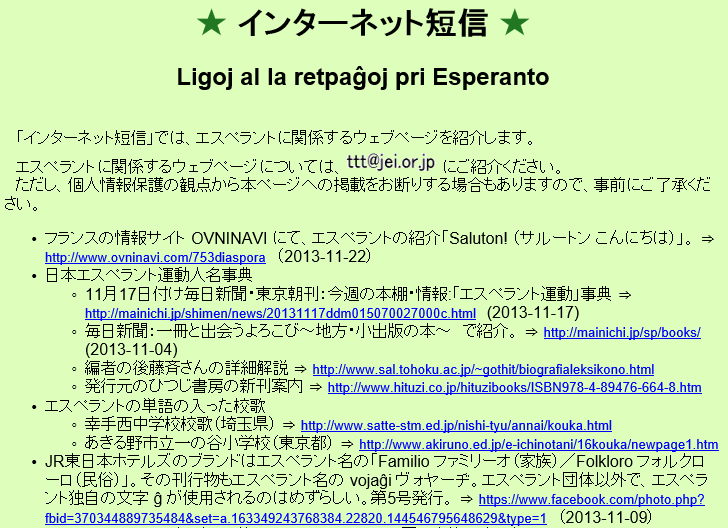 ★ インターネット短信 ★
Ligoj al la retpaĝoj pri Esperanto
「インターネット短信」では、エスペラントに関係するウェブページを紹介します。
エスペラントに関係するウェブページについては、ttt@jei.or.jp にご紹介ください。
ただし、個人情報保護の観点から本ページへの掲載をお断りする場合もありますので、事前にご了承くだ
さい。
• フランスの情報サイト OVNINAVI にて、エスペラントの紹介「Saluton! （サルートン こんにちは）」。 ⇒
http://www.ovninavi.com/753diaspora （2013-11-22）
• 日本エスペラント運動人名事典
◦ 11月17日付け毎日新聞・東京朝刊：今週の本棚・情報：「エスペラント運動」事典 ⇒
http://mainichi.jp/shimen/news/20131117ddm015070027000c.html （2013-11-17)
◦ 毎日新聞：一冊と出会うよろこび～地方・小出版の本～ で紹介。 ⇒ http://mainichi.jp/sp/books/
(2013-11-04)
◦ 編者の後藤斉さんの詳細解説 ⇒ http://www.sal.tohoku.ac.jp/~gothit/biografialeksikono.html
◦ 発行元のひつじ書房の新刊案内 ⇒ http://www.hituzi.co.jp/hituzibooks/ISBN978-4-89476-664-8.htm
• エスペラントの単語の入った校歌
◦ 幸手西中学校校歌（埼玉県） ⇒ http://www.satte-stm.ed.jp/nishi-tyu/annai/kouka.html
◦ あきる野市立一の谷小学校（東京都） ⇒ http://www.akiruno.ed.jp/e-ichinotani/16kouka/newpage1.htm
• JR東日本ホテルズのブランドはエスペラント名の「Familio ファミリーオ（家族）／Folkloro フォルクロ
ーロ（民俗）」。その刊行物もエスペラント名の vojaĝi ヴォヤーヂ。エスペラント団体以外で、エスペラ
ント独自の文字 ĝ が使用されるのはめずらしい。第5号発行。 ⇒ https://www.facebook.com/photo.php?
fbid=370344889735484&set=a.163349243768384.22820.144546795648629&type=1 （2013-11-09）